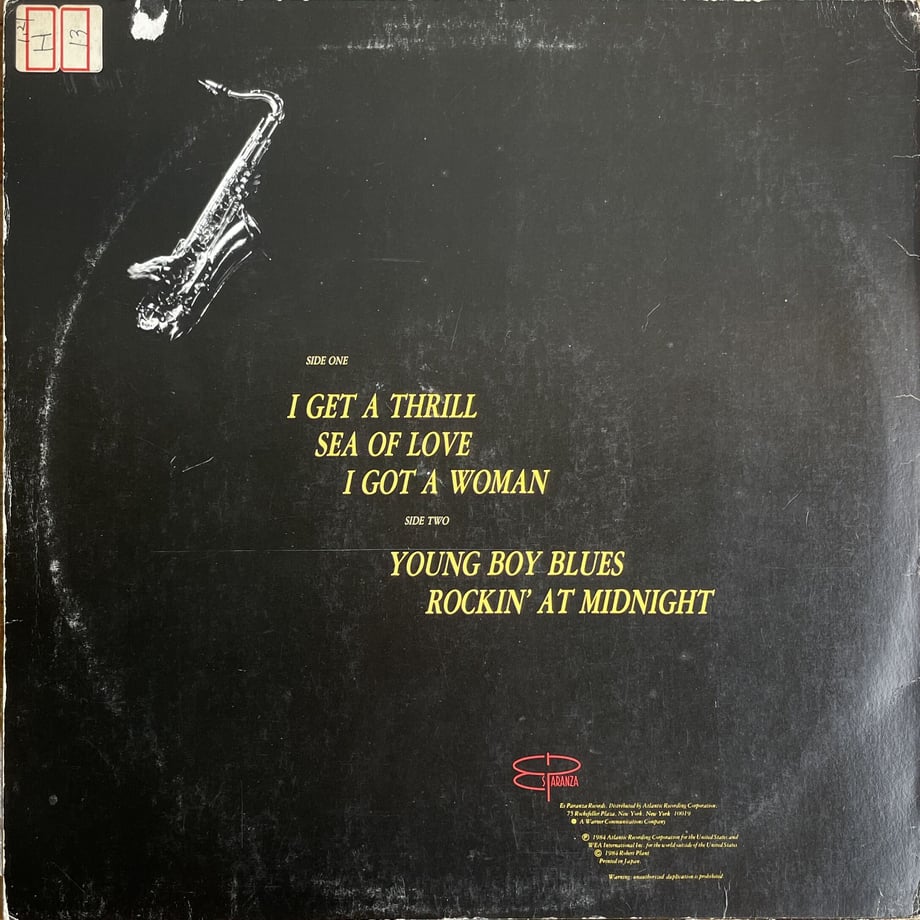 1.21
H
13
SIDE ONE
I GET A THRILL
SEA OF LOVE
I GOT A WOMAN
SIDE TWO
YOUNG BOY BLUES
ROCKIN' AT MIDNIGHT
ES PARANZA
Es Paranza Records, Distributed by Atlantic Recording Corporation,
75 Rockefeller Plaza, New York, New York 10019
A Warner Communications Company
Ⓟ 1984 Atlantic Recording Corporation for the United States and
WEA International Inc. for the world outside of the United States
© 1984 Robert Plant
Printed in Japan.
Warning: unauthorized duplication is prohibited.